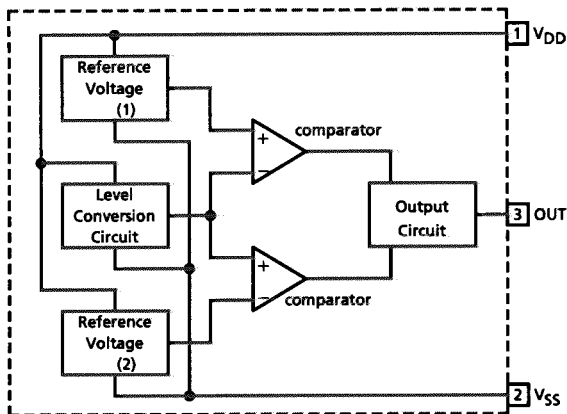 1 VDD
Reference
Voltage
(1)
comparator
+
−
Level
Conversion
Circuit
Output
Circuit
3 OUT
+
−
comparator
Reference
Voltage
(2)
2 VSS